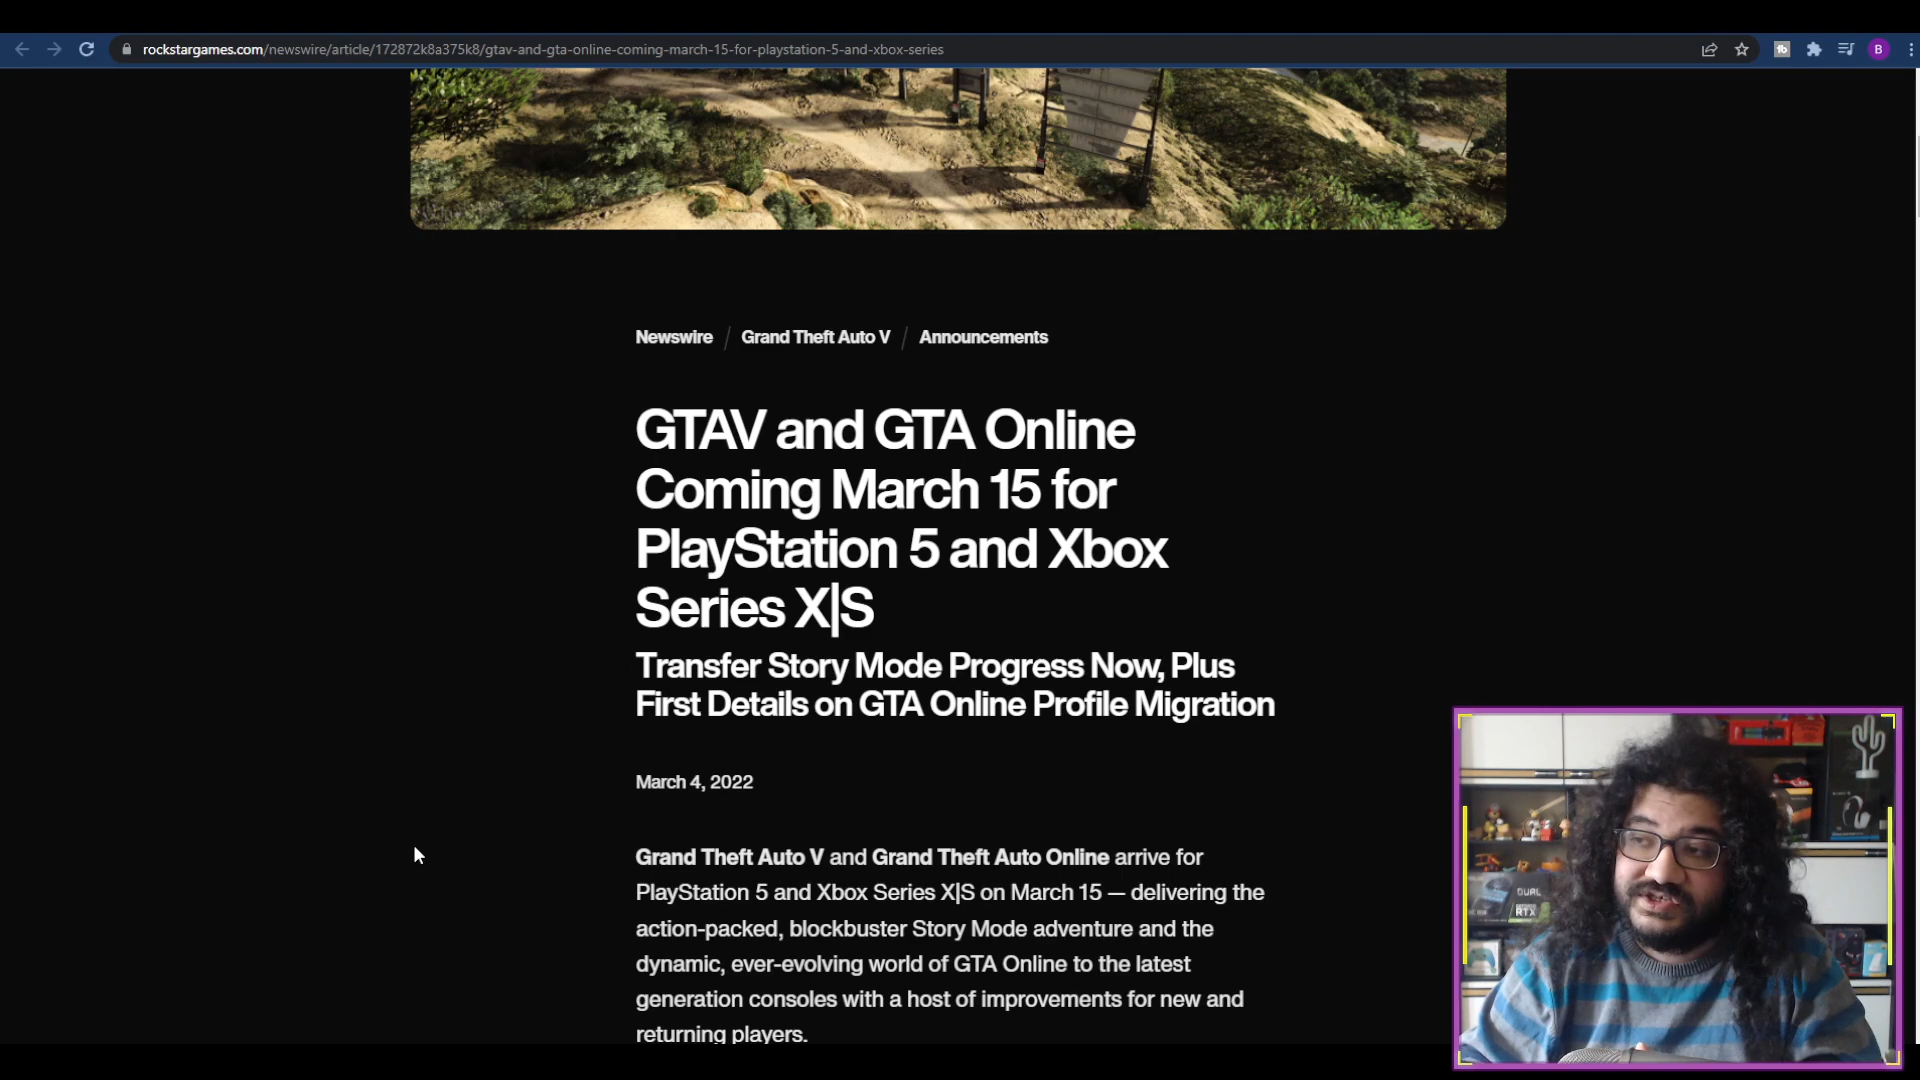 rockstargames.com/newswire/article/172872k8a375k8/gtav-and-gta-online-coming-march-15-for-playstation-5-and-xbox-series
B
Newswire / Grand Theft Auto V / Announcements
GTAV and GTA Online
Coming March 15 for
PlayStation 5 and Xbox
Series X|S
Transfer Story Mode Progress Now, Plus
First Details on GTA Online Profile Migration
March 4, 2022
Grand Theft Auto V and Grand Theft Auto Online arrive for
PlayStation 5 and Xbox Series X|S on March 15 — delivering the
action-packed, blockbuster Story Mode adventure and the
dynamic, ever-evolving world of GTA Online to the latest
generation consoles with a host of improvements for new and
returning players.
DUAL
RTX